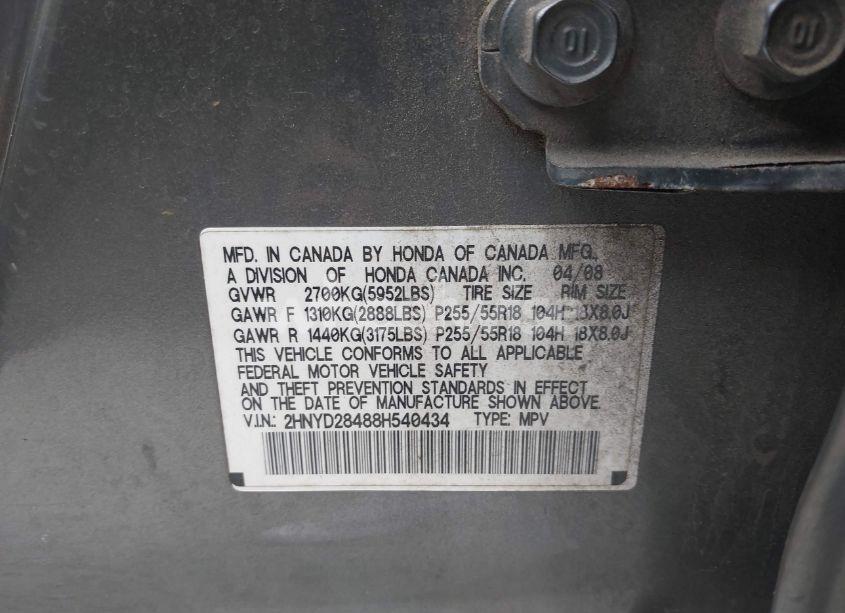 01 01
MFD. IN CANADA BY HONDA OF CANADA MFG.,
A DIVISION OF HONDA CANADA INC. 04/08
GVWR 2700KG(5952LBS) TIRE SIZE RIM SIZE
GAWR F 1310KG(2888LBS) P255/55R18 104H 18X8.0J
GAWR R 1440KG(3175LBS) P255/55R18 104H 18X8.0J
THIS VEHICLE CONFORMS TO ALL APPLICABLE
FEDERAL MOTOR VEHICLE SAFETY
AND THEFT PREVENTION STANDARDS IN EFFECT
ON THE DATE OF MANUFACTURE SHOWN ABOVE.
V.I.N.: 2HNYD28488H540434 TYPE: MPV